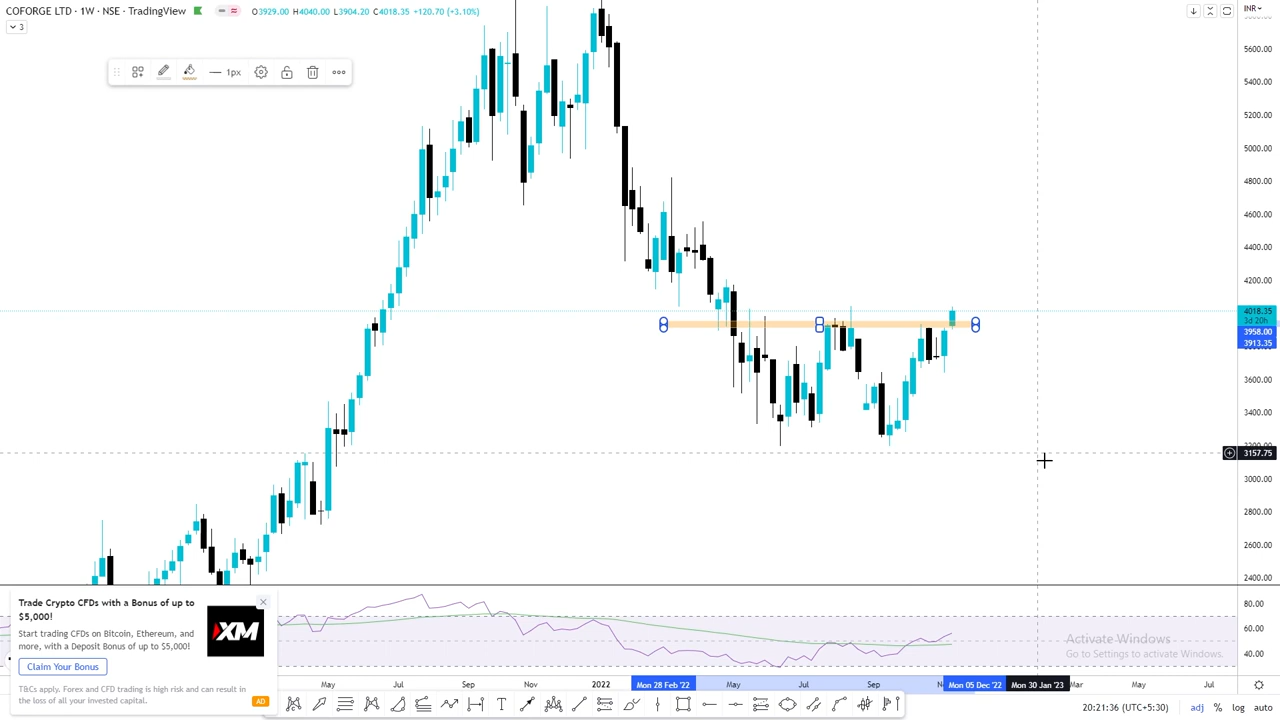 COFORGE LTD · 1W · NSE · TradingView
O3929.00 H4040.00 L3904.20 C4018.35 +120.70 (+3.10%)
INR
3
1px
5600.00
5400.00
5200.00
5000.00
4800.00
4600.00
4400.00
4200.00
4018.35
3d 20h
3958.00
3913.35
3600.00
3400.00
3157.75
3000.00
2800.00
2600.00
2400.00
80.00
60.00
40.00
Trade Crypto CFDs with a Bonus of up to
$5,000!
Start trading CFDs on Bitcoin, Ethereum, and
more, with a Deposit Bonus of up to $5,000!
XM
Claim Your Bonus
T&Cs apply. Forex and CFD trading is high risk and can result in
the loss of all your invested capital.
AD
Activate Windows
Go to Settings to activate Windows.
May
Jul
Sep
Nov
2022
Mon 28 Feb '22
May
Jul
Sep
Mon 05 Dec '22
Mon 30 Jan '23
Mar
May
Jul
T
20:21:36 (UTC+5:30)
adj
%
log
auto